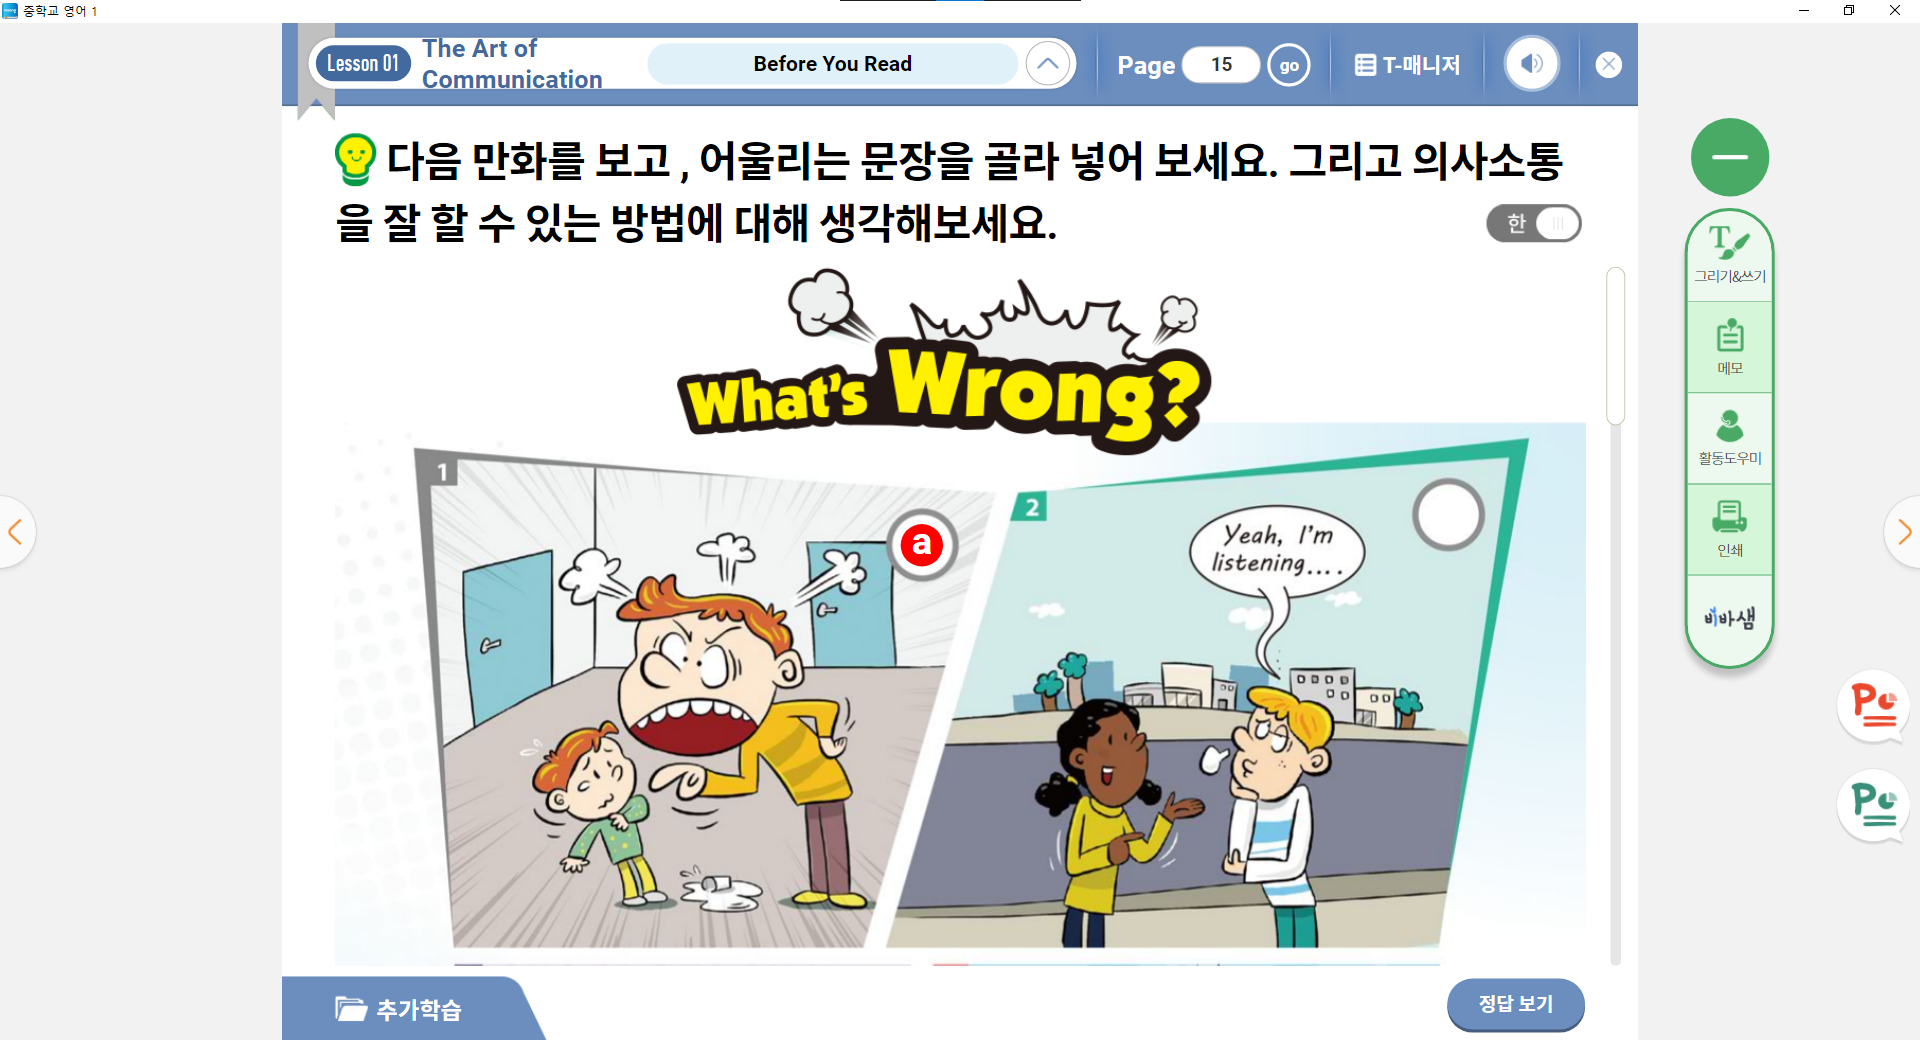 중학교 영어 1
Lesson 01
The Art of
Communication
Before You Read
Page 15 go
T-매니저
다음 만화를 보고, 어울리는 문장을 골라 넣어 보세요. 그리고 의사소통
을 잘 할 수 있는 방법에 대해 생각해보세요.
한
What's Wrong?
1
a
2
Yeah, I'm
listening....
그리기&쓰기
메모
활동도우미
인쇄
비바샘
추가학습
정답 보기